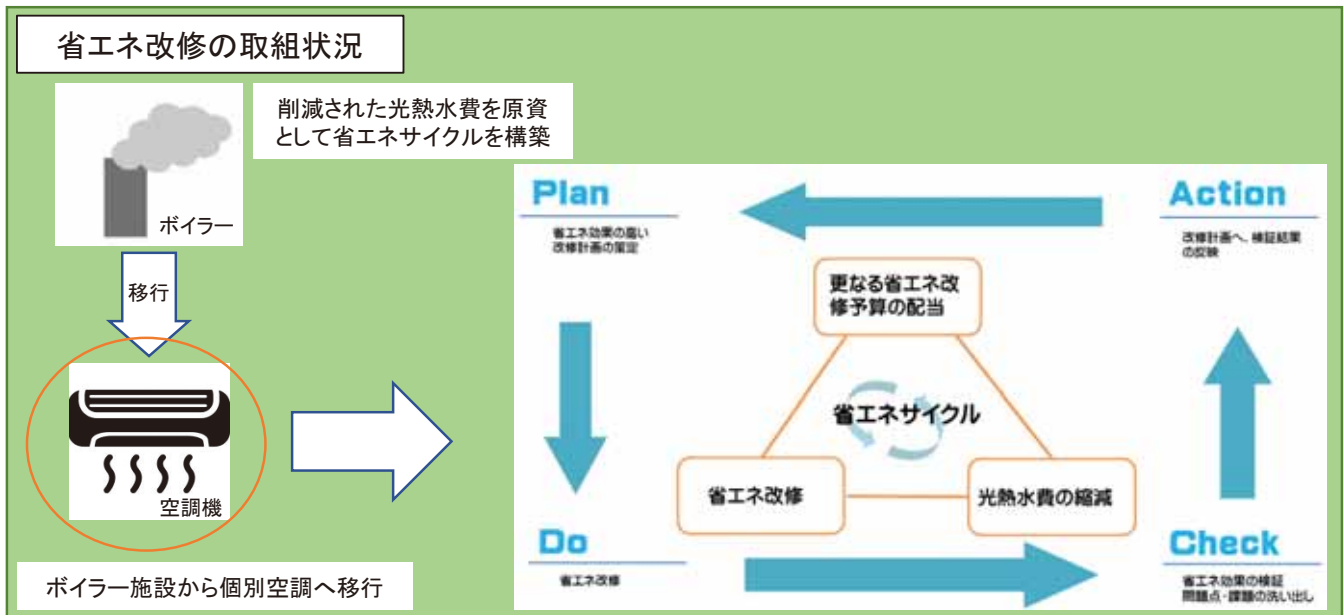 省エネ改修の取組状況
削減された光熱水費を原資
として省エネサイクルを構築
ボイラー
移行
空調機
ボイラー施設から個別空調へ移行
Plan
省エネ効果の高い
改修計画の策定
Action
改修計画へ、検証結果
の反映
更なる省エネ改
修予算の配当
省エネサイクル
省エネ改修
光熱水費の縮減
Do
省エネ改修
Check
省エネ効果の検証
問題点・課題の洗い出し